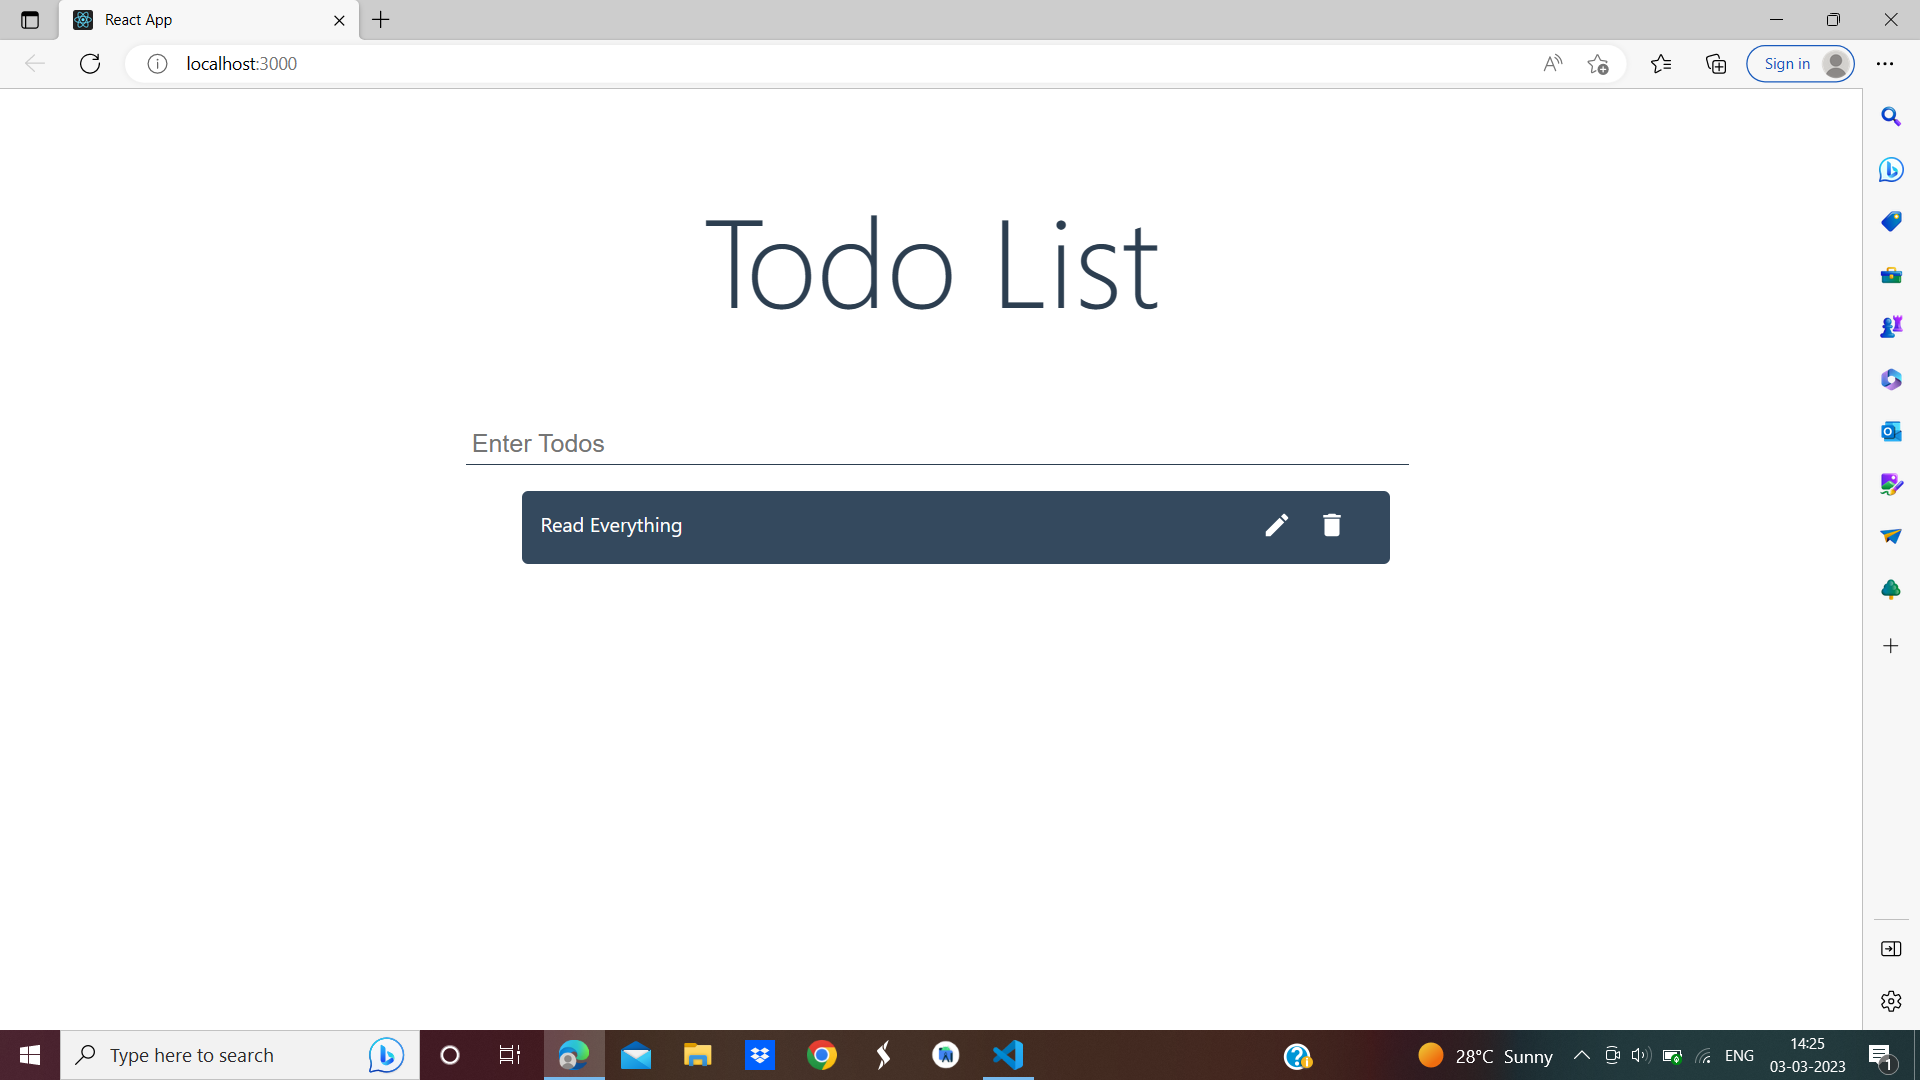 React App
localhost:3000
Sign in
Todo List
Enter Todos
Read Everything
Type here to search
28°C Sunny
ENG
14:25
03-03-2023
1